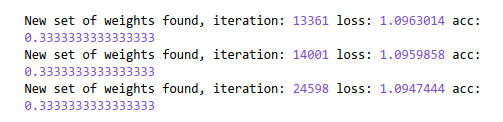 New set of weights found, iteration: 13361 loss: 1.0963014 acc:
0.3333333333333333
New set of weights found, iteration: 14001 loss: 1.0959858 acc:
0.3333333333333333
New set of weights found, iteration: 24598 loss: 1.0947444 acc:
0.3333333333333333